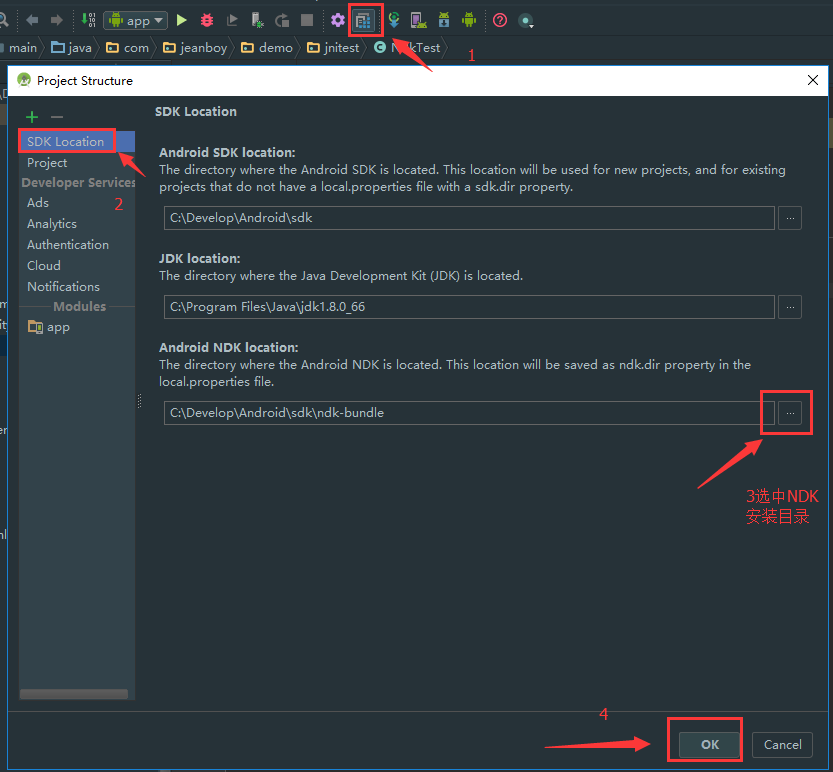 app
main java com jeanboy demo jnitest C NdkTest
1
Project Structure
SDK Location
SDK Location
Project
Developer Services
Ads
2
Analytics
Authentication
Cloud
Notifications
Modules
app
Android SDK location:
The directory where the Android SDK is located. This location will be used for new projects, and for existing
projects that do not have a local.properties file with a sdk.dir property.
C:\Develop\Android\sdk
...
JDK location:
The directory where the Java Development Kit (JDK) is located.
C:\Program Files\Java\jdk1.8.0_66
...
Android NDK location:
The directory where the Android NDK is located. This location will be saved as ndk.dir property in the
local.properties file.
C:\Develop\Android\sdk\ndk-bundle
...
3选中NDK
安装目录
4
OK
Cancel